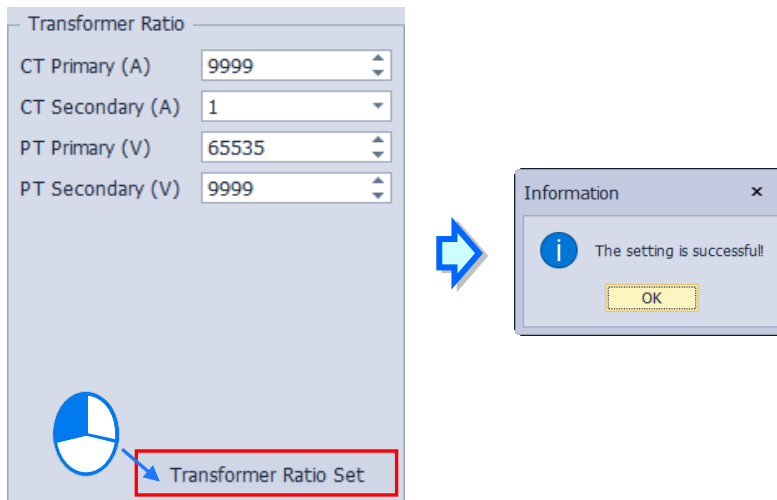 Transformer Ratio
CT Primary (A) 9999
CT Secondary (A) 1
PT Primary (V) 65535
PT Secondary (V) 9999
Transformer Ratio Set
Information ×
i The setting is successful!
OK